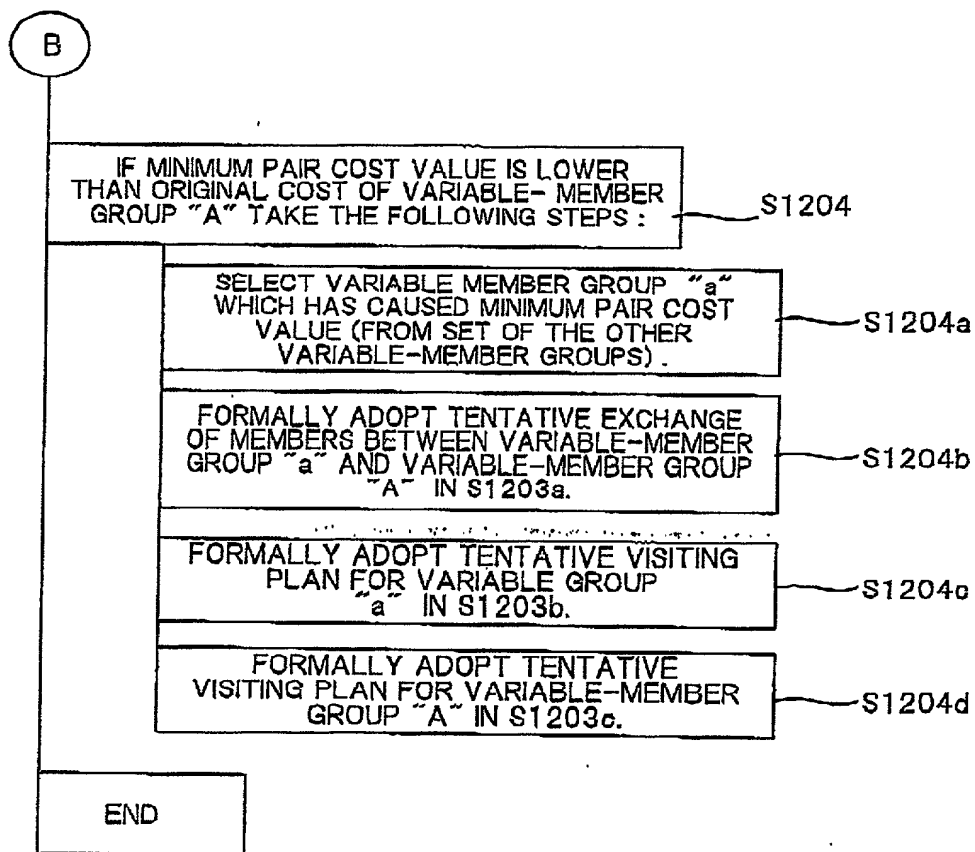 B
IF MINIMUM PAIR COST VALUE IS LOWER
THAN ORIGINAL COST OF VARIABLE- MEMBER
GROUP "A" TAKE THE FOLLOWING STEPS :
S1204
SELECT VARIABLE MEMBER GROUP "a"
WHICH HAS CAUSED MINIMUM PAIR COST
VALUE (FROM SET OF THE OTHER
VARIABLE-MEMBER GROUPS) .
S1204a
FORMALLY ADOPT TENTATIVE EXCHANGE
OF MEMBERS BETWEEN VARIABLE-MEMBER
GROUP "a" AND VARIABLE-MEMBER GROUP
"A" IN S1203a.
S1204b
FORMALLY ADOPT TENTATIVE VISITING
PLAN FOR VARIABLE GROUP
"a" IN S1203b.
S1204c
FORMALLY ADOPT TENTATIVE
VISITING PLAN FOR VARIABLE-MEMBER
GROUP "A" IN S1203c.
S1204d
END